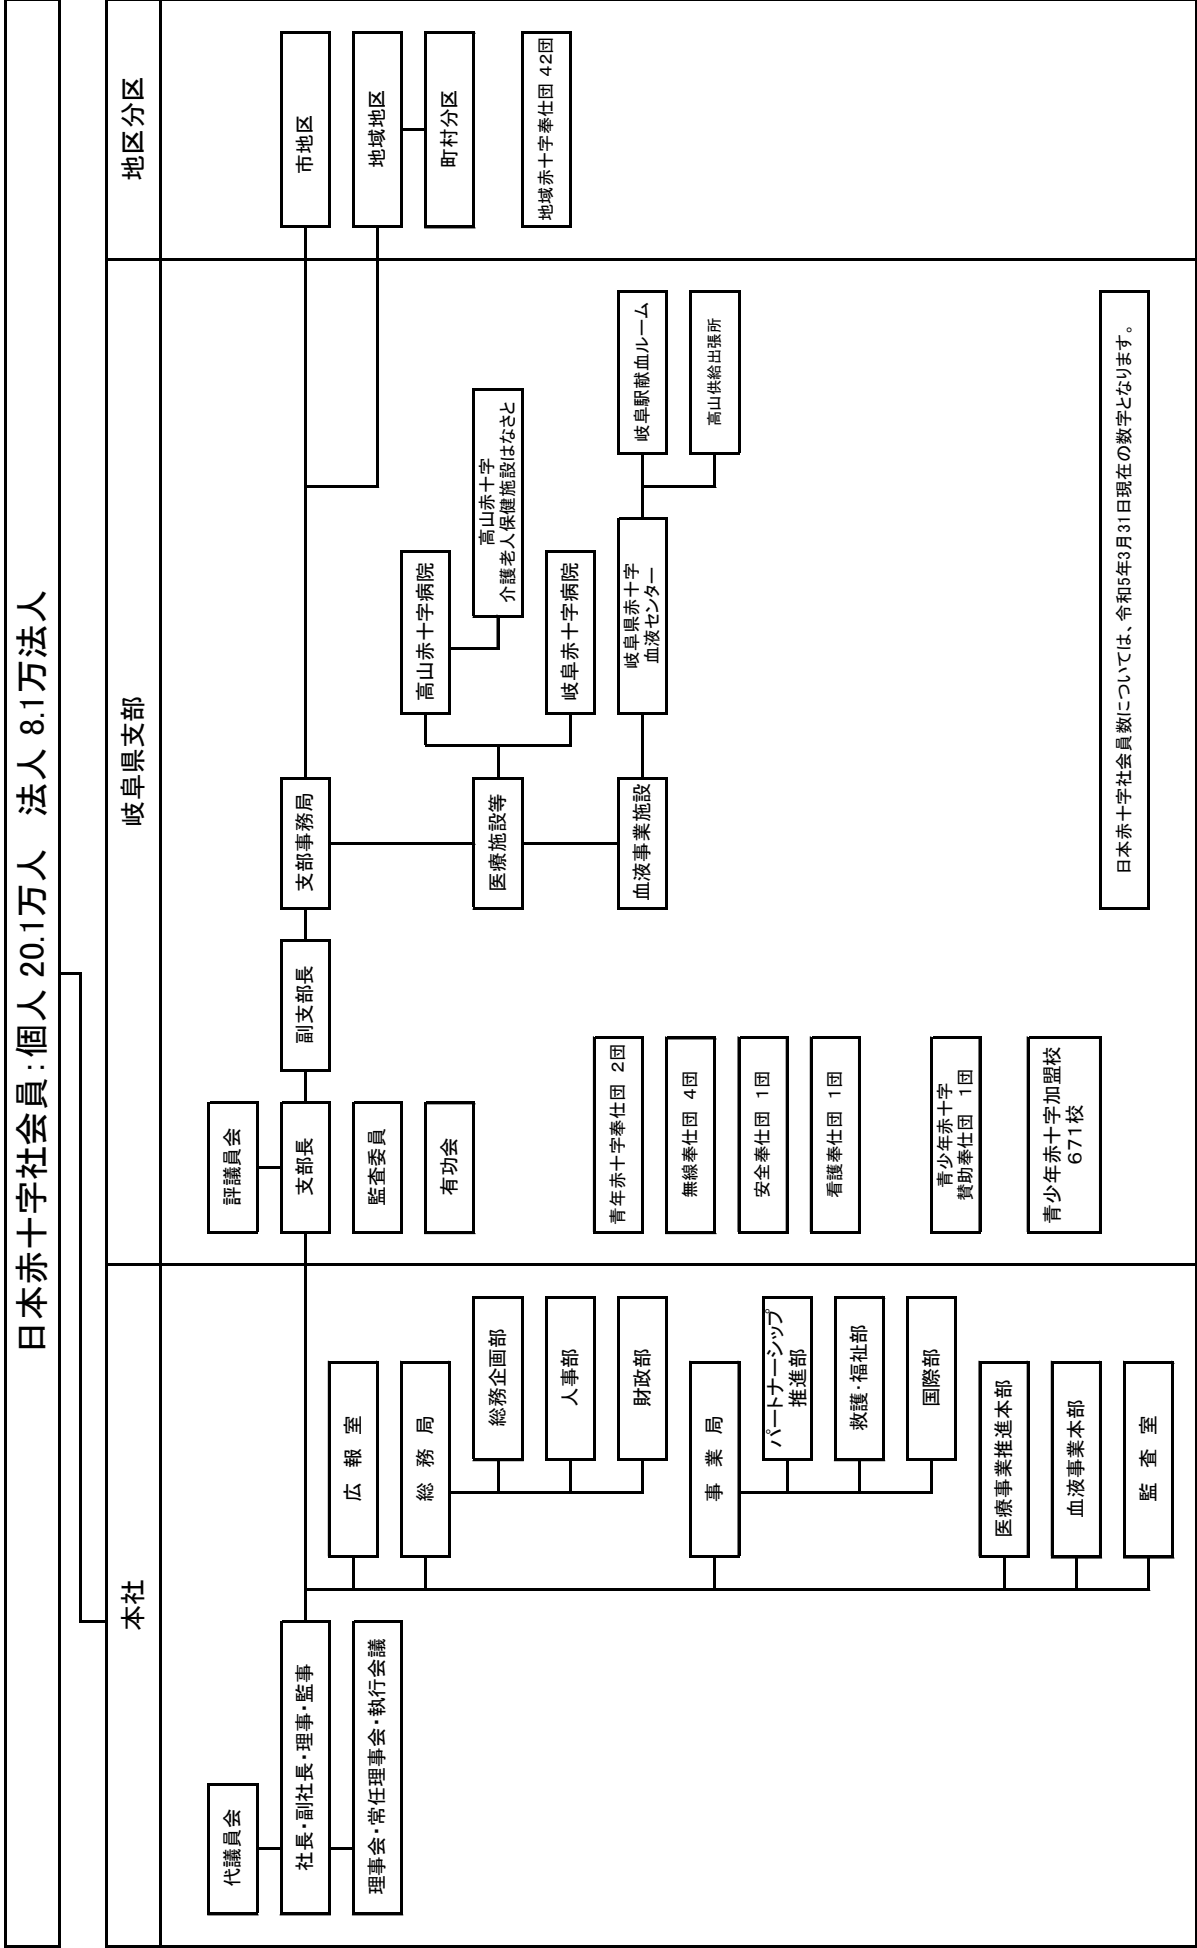 日本赤十字社会員：個人 20.1万人　法人 8.1万法人
本社
岐阜県支部
地区分区
代議員会
社長・副社長・理事・監事
理事会・常任理事会・執行会議
広 報 室
総 務 局
総務企画部
人事部
財政部
事 業 局
パートナーシップ
推進部
救護・福祉部
国際部
医療事業推進本部
血液事業本部
監 査 室
評議員会
支部長
監査委員
有功会
副支部長
支部事務局
医療施設等
血液事業施設
高山赤十字病院
高山赤十字
介護老人保健施設はなさと
岐阜赤十字病院
岐阜県赤十字
血液センター
岐阜駅献血ルーム
高山供給出張所
青年赤十字奉仕団 2団
無線奉仕団 4団
安全奉仕団 1団
看護奉仕団 1団
青少年赤十字
賛助奉仕団 1団
青少年赤十字加盟校
671校
日本赤十字社会員数については、令和5年3月31日現在の数字となります。
市地区
地域地区
町村分区
地域赤十字奉仕団 42団